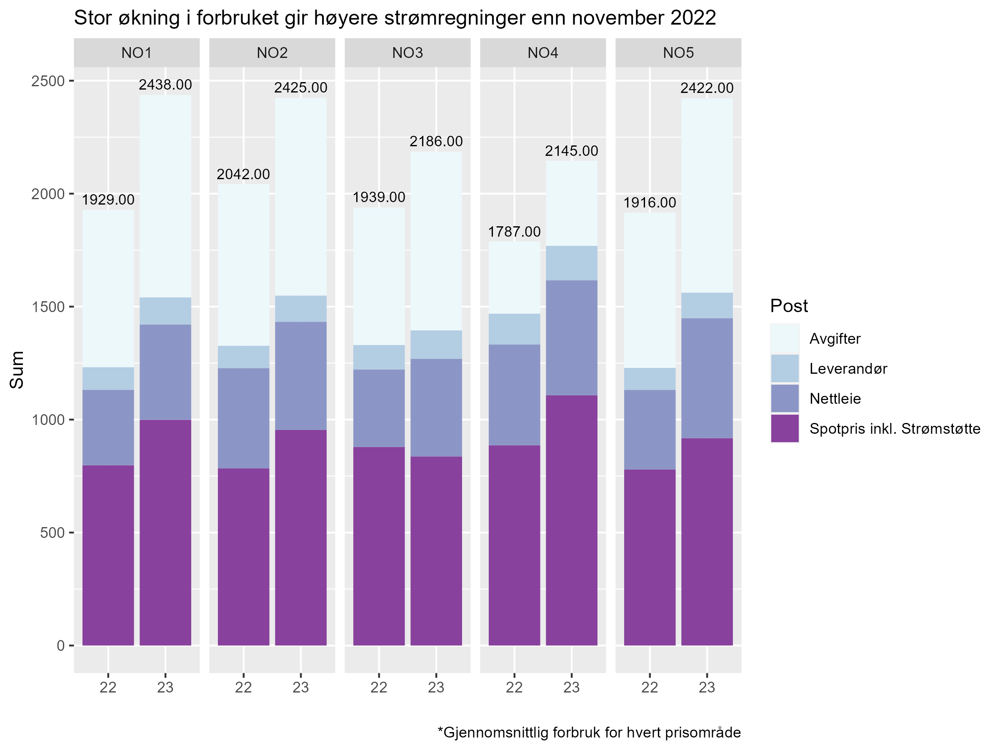 Stor økning i forbruket gir høyere strømregninger enn november 2022
NO1 NO2 NO3 NO4 NO5
2500
2000
1500
1000
500
0
Sum
1929.00 2438.00
2042.00 2425.00
1939.00 2186.00
1787.00 2145.00
1916.00 2422.00
22 23 22 23 22 23 22 23 22 23
Post
Avgifter
Leverandør
Nettleie
Spotpris inkl. Strømstøtte
*Gjennomsnittlig forbruk for hvert prisområde